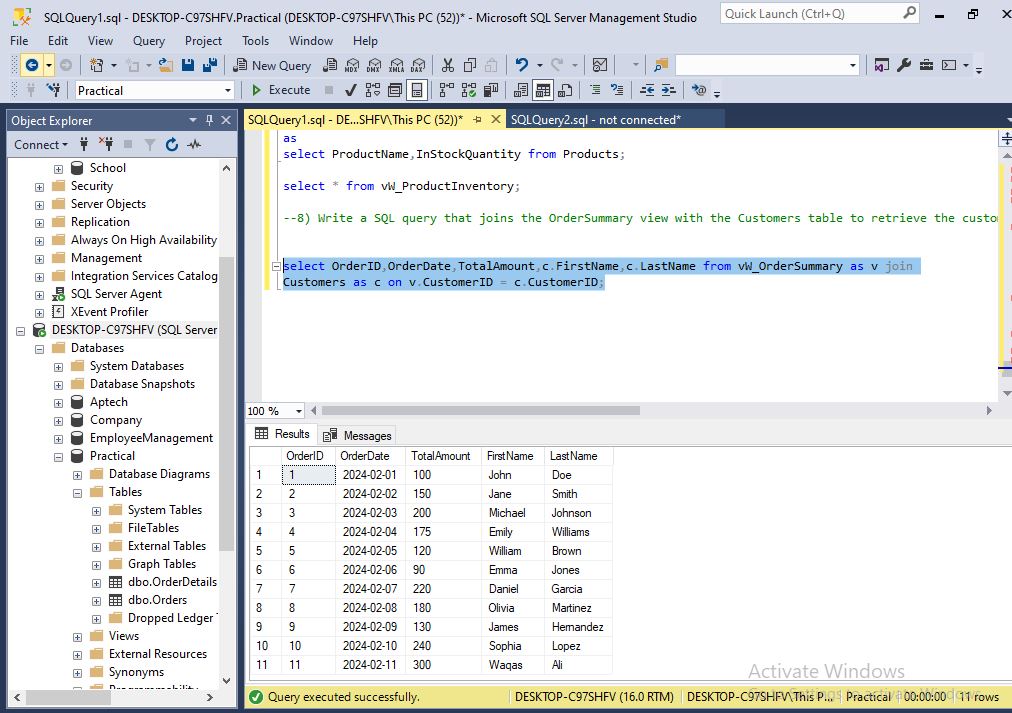 SQLQuery1.sql - DESKTOP-C97SHFV.Practical (DESKTOP-C97SHFV\This PC (52))* - Microsoft SQL Server Management Studio
Quick Launch (Ctrl+Q)
File Edit View Query Project Tools Window Help
New Query MDX DMX XMLA DAX
Practical Execute
Object Explorer
SQLQuery1.sql - DE...SHFV\This PC (52))*
SQLQuery2.sql - not connected*
Connect
School
Security
Server Objects
Replication
Always On High Availability
Management
Integration Services Catalog
SQL Server Agent
XEvent Profiler
DESKTOP-C97SHFV (SQL Server
Databases
System Databases
Database Snapshots
Aptech
Company
EmployeeManagement
Practical
Database Diagrams
Tables
System Tables
FileTables
External Tables
Graph Tables
dbo.OrderDetails
dbo.Orders
Dropped Ledger
Views
External Resources
Synonyms
as
select ProductName,InStockQuantity from Products;
select * from vW_ProductInventory;
--8) Write a SQL query that joins the OrderSummary view with the Customers table to retrieve the custo
select OrderID,OrderDate,TotalAmount,c.FirstName,c.LastName from vW_OrderSummary as v join
Customers as c on v.CustomerID = c.CustomerID;
100 %
Results Messages
OrderID OrderDate TotalAmount FirstName LastName
1 1 2024-02-01 100 John Doe
2 2 2024-02-02 150 Jane Smith
3 3 2024-02-03 200 Michael Johnson
4 4 2024-02-04 175 Emily Williams
5 5 2024-02-05 120 William Brown
6 6 2024-02-06 90 Emma Jones
7 7 2024-02-07 220 Daniel Garcia
8 8 2024-02-08 180 Olivia Martinez
9 9 2024-02-09 130 James Hernandez
10 10 2024-02-10 240 Sophia Lopez
11 11 2024-02-11 300 Waqas Ali
Activate Windows
Query executed successfully. DESKTOP-C97SHFV (16.0 RTM) DESKTOP-C97SHFV\This P... Practical 00:00:00 11 rows